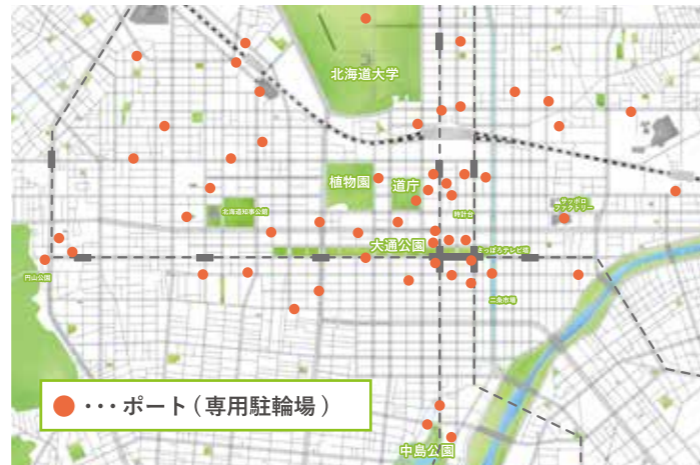 北海道大学
植物園
道庁
北海道知事公館
時計台
サッポロ
ファクトリー
大通公園
さっぽろテレビ塔
円山公園
二条市場
●・・・ポート(専用駐輪場)
中島公園